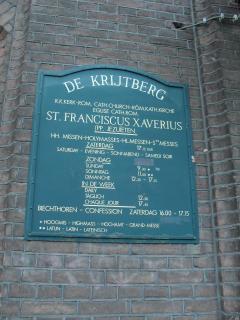 DE KRIJTBERG
R.K.KERK-ROM. CATH.CHURCH-RÖM.KATH.KIRCHE
EGLISE CATH.ROM.
ST. FRANCISCUS XAVERIUS
(PP. JEZUIETEN)
HH. MISSEN-HOLYMASSES-HL.MESSEN-STES MESSES
ZATERDAG
SATURDAY - EVENING - SONNABEND - SAMEDI SOIR
ZONDAG
SUNDAY
SONNTAG
DIMANCHE
IN DE WEEK
DAILY
TÄGLICH
CHAQUE JOUR
BIECHTHOREN - CONFESSION ZATERDAG 16.00 - 17.15
• HOOGMIS - HIGHMASS - HOCHAMT - GRAND-MESSE
•• LATIJN - LATIN - LATEINISCH